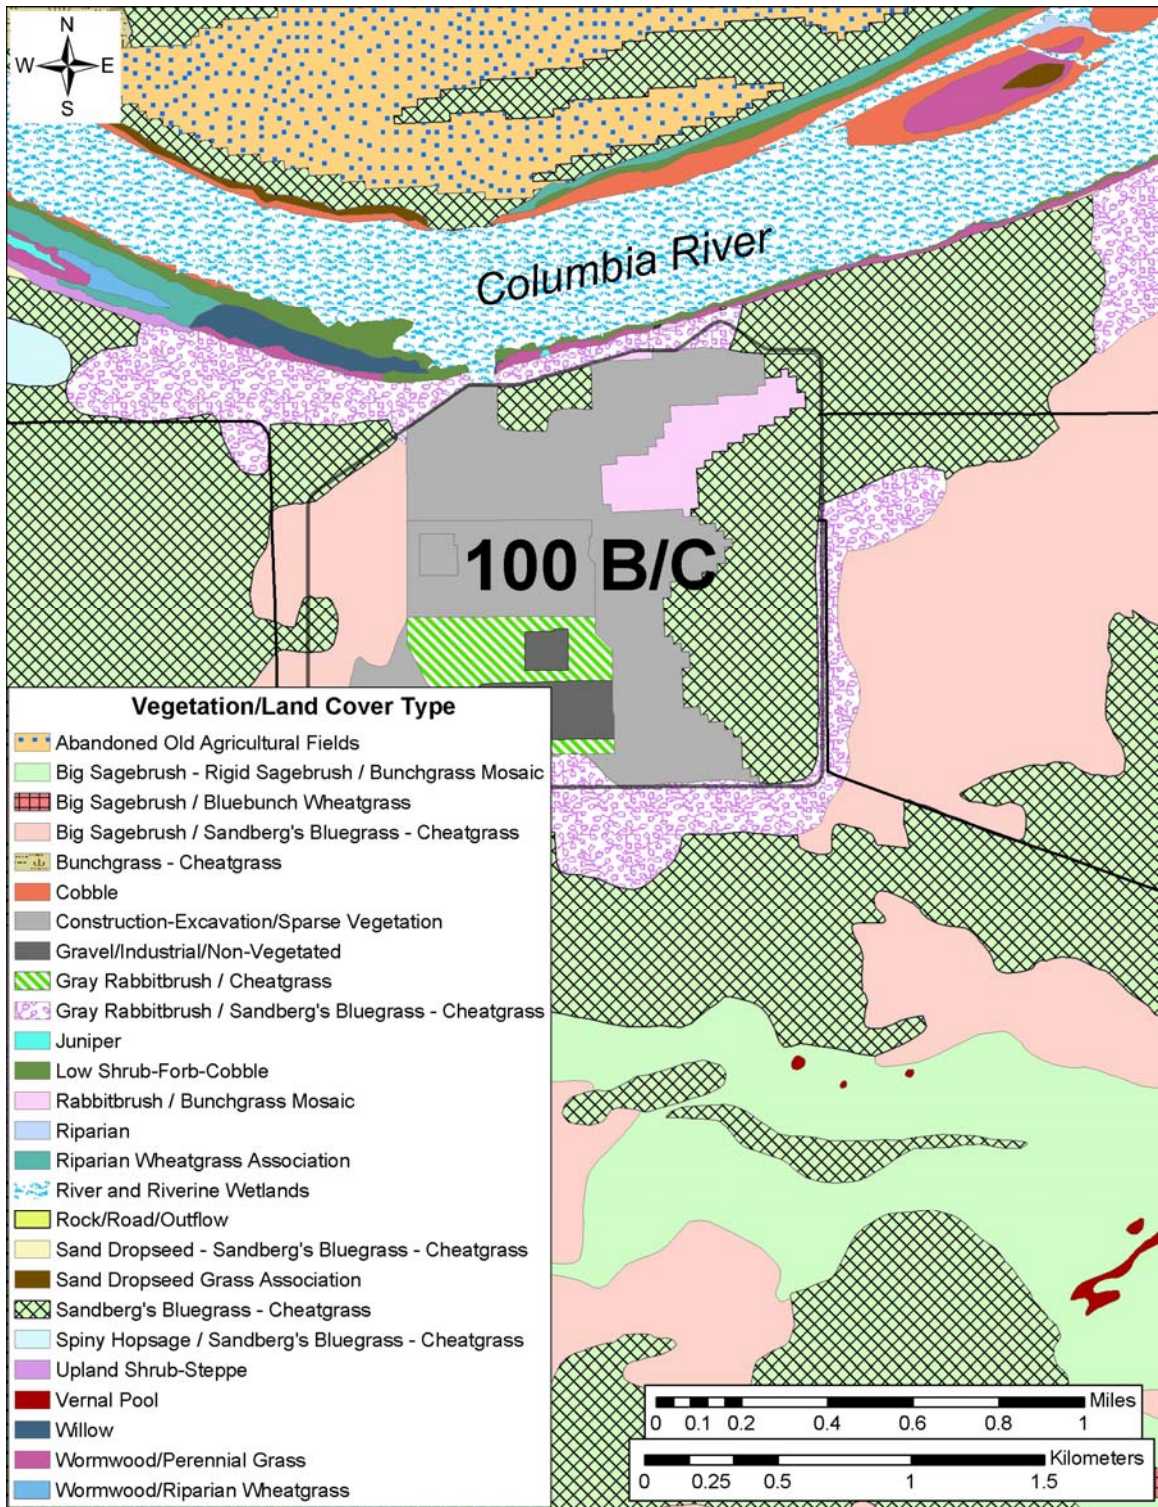 N
W E
S
Columbia River
100 B/C
Vegetation/Land Cover Type
Abandoned Old Agricultural Fields
Big Sagebrush - Rigid Sagebrush / Bunchgrass Mosaic
Big Sagebrush / Bluebunch Wheatgrass
Big Sagebrush / Sandberg's Bluegrass - Cheatgrass
Bunchgrass - Cheatgrass
Cobble
Construction-Excavation/Sparse Vegetation
Gravel/Industrial/Non-Vegetated
Gray Rabbitbrush / Cheatgrass
Gray Rabbitbrush / Sandberg's Bluegrass - Cheatgrass
Juniper
Low Shrub-Forb-Cobble
Rabbitbrush / Bunchgrass Mosaic
Riparian
Riparian Wheatgrass Association
River and Riverine Wetlands
Rock/Road/Outflow
Sand Dropseed - Sandberg's Bluegrass - Cheatgrass
Sand Dropseed Grass Association
Sandberg's Bluegrass - Cheatgrass
Spiny Hopsage / Sandberg's Bluegrass - Cheatgrass
Upland Shrub-Steppe
Vernal Pool
Willow
Wormwood/Perennial Grass
Wormwood/Riparian Wheatgrass
Miles
0 0.1 0.2 0.4 0.6 0.8 1
Kilometers
0 0.25 0.5 1 1.5